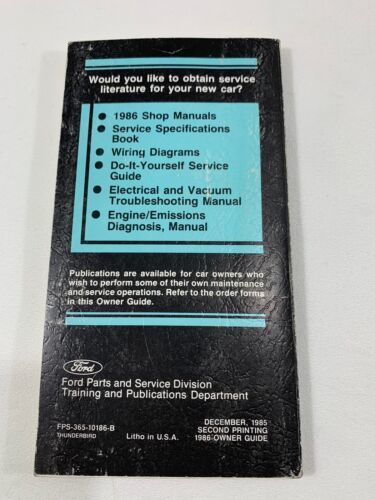 Would you like to obtain service
literature for your new car?
● 1986 Shop Manuals
● Service Specifications
Book
● Wiring Diagrams
● Do-It-Yourself Service
Guide
● Electrical and Vacuum
Troubleshooting Manual
● Engine/Emissions
Diagnosis, Manual
Publications are available for car owners who
wish to perform some of their own maintenance
and service operations. Refer to the order forms
in this Owner Guide.
Ford
Ford Parts and Service Division
Training and Publications Department
FPS-365-10186-B
THUNDERBIRD
Litho in U.S.A.
DECEMBER, 1985
SECOND PRINTING
1986 OWNER GUIDE